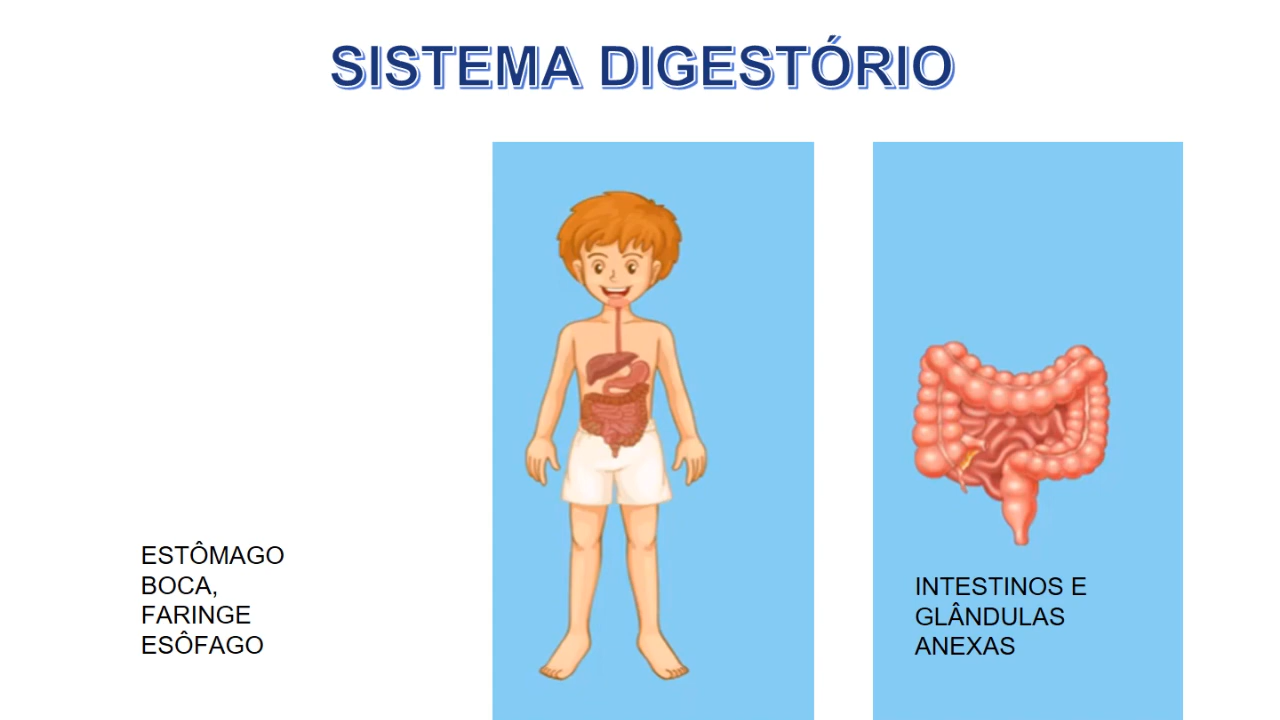 SISTEMA DIGESTÓRIO
ESTÔMAGO
BOCA,
FARINGE
ESÔFAGO
INTESTINOS E
GLÂNDULAS
ANEXAS